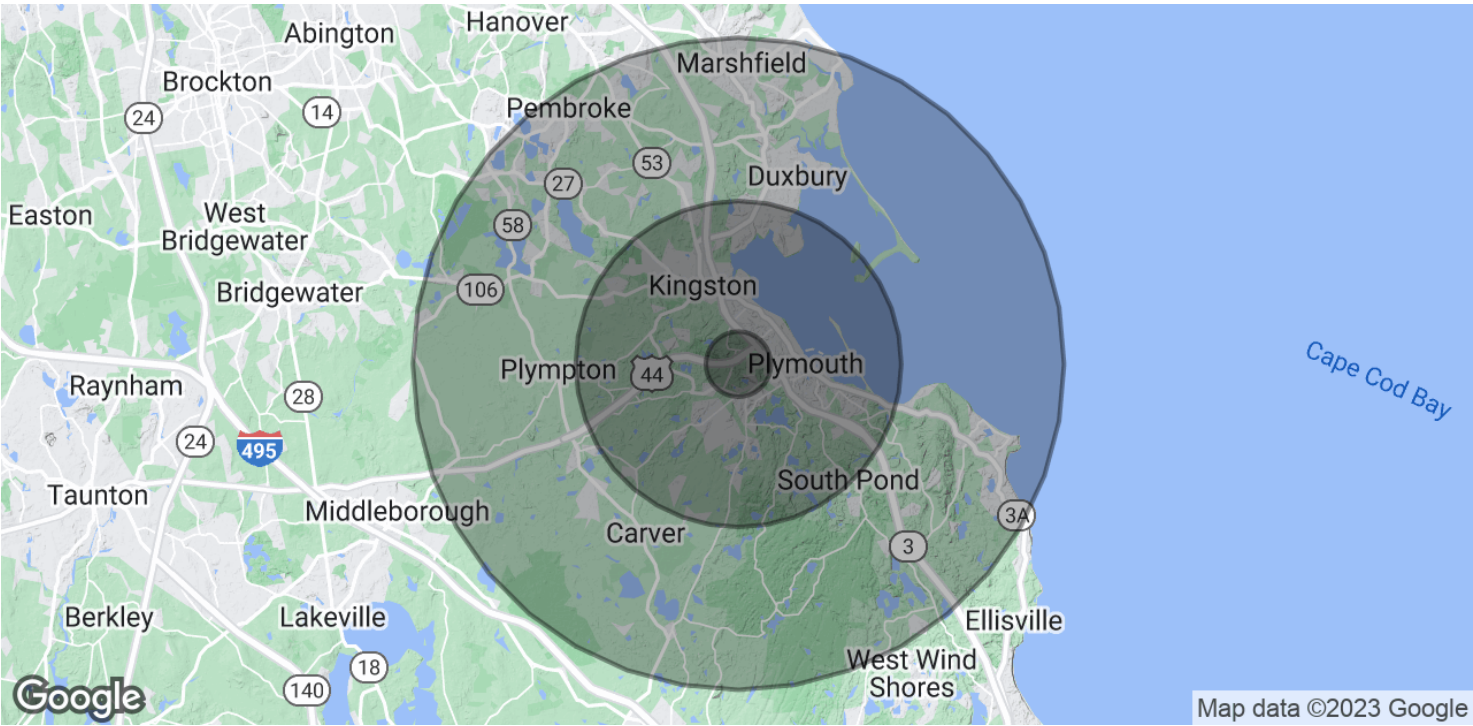 Hanover
Abington
Marshfield
Brockton
Pembroke
24
14
53
27
Duxbury
Easton
West
Bridgewater
58
Kingston
Bridgewater
106
Plympton
44
Plymouth
Cape Cod Bay
Raynham
28
24
495
South Pond
Taunton
Middleborough
3A
Carver
3
Berkley
Lakeville
Ellisville
West Wind
Shores
18
140
Google
Map data ©2023 Google